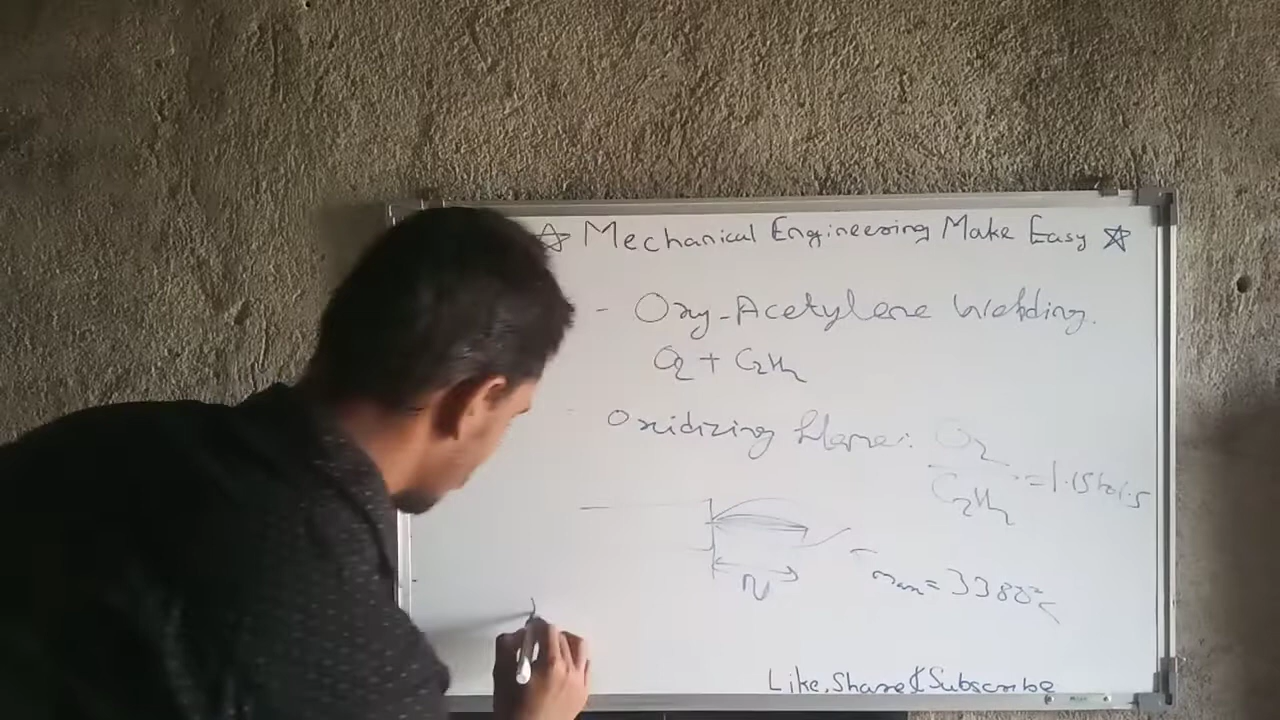 ☆ Mechanical Engineering Make Easy ☆
- Oxy-Acetylene Welding.
O2 + C2H2
Oxidizing flame: O2/C2H2 = 1.15 to 1.5
Tmax = 3380°C
Like, Share & Subscribe